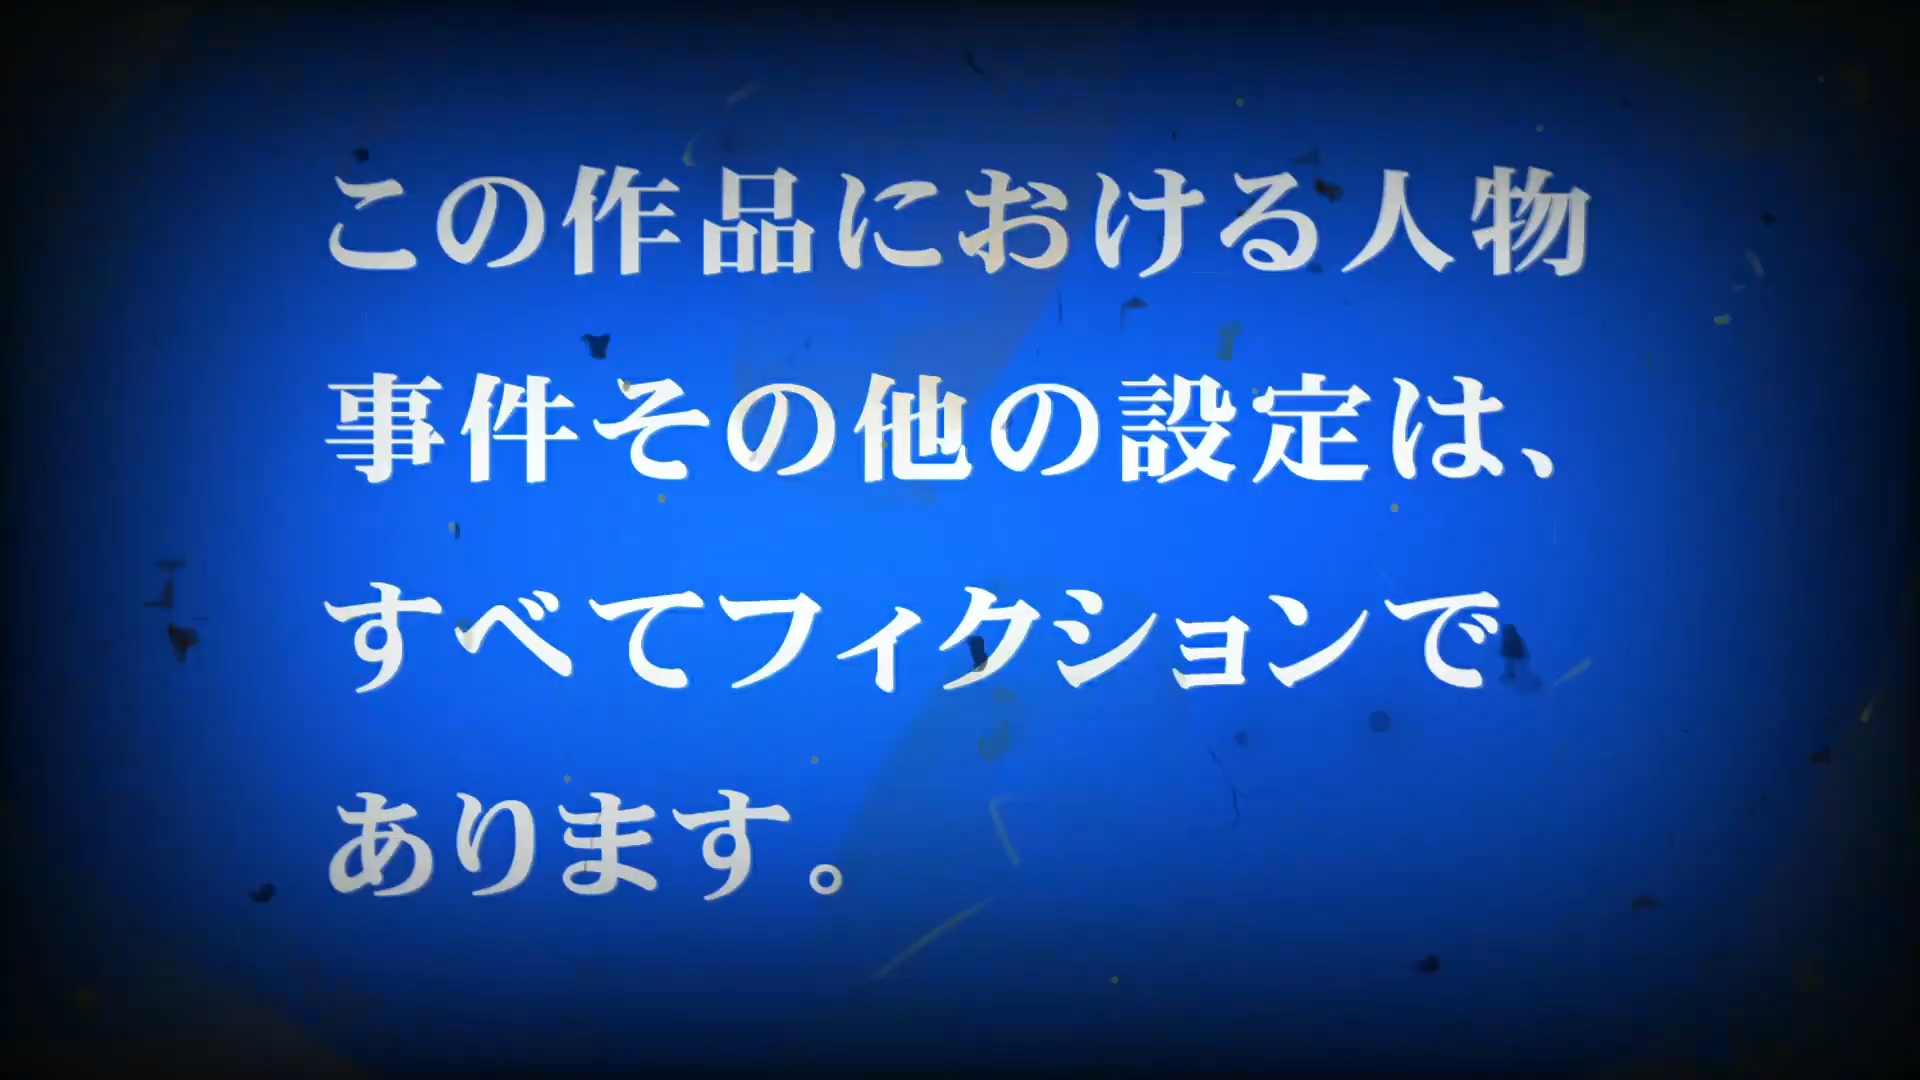 この作品における人物
事件その他の設定は、
すべてフィクションで
あります。